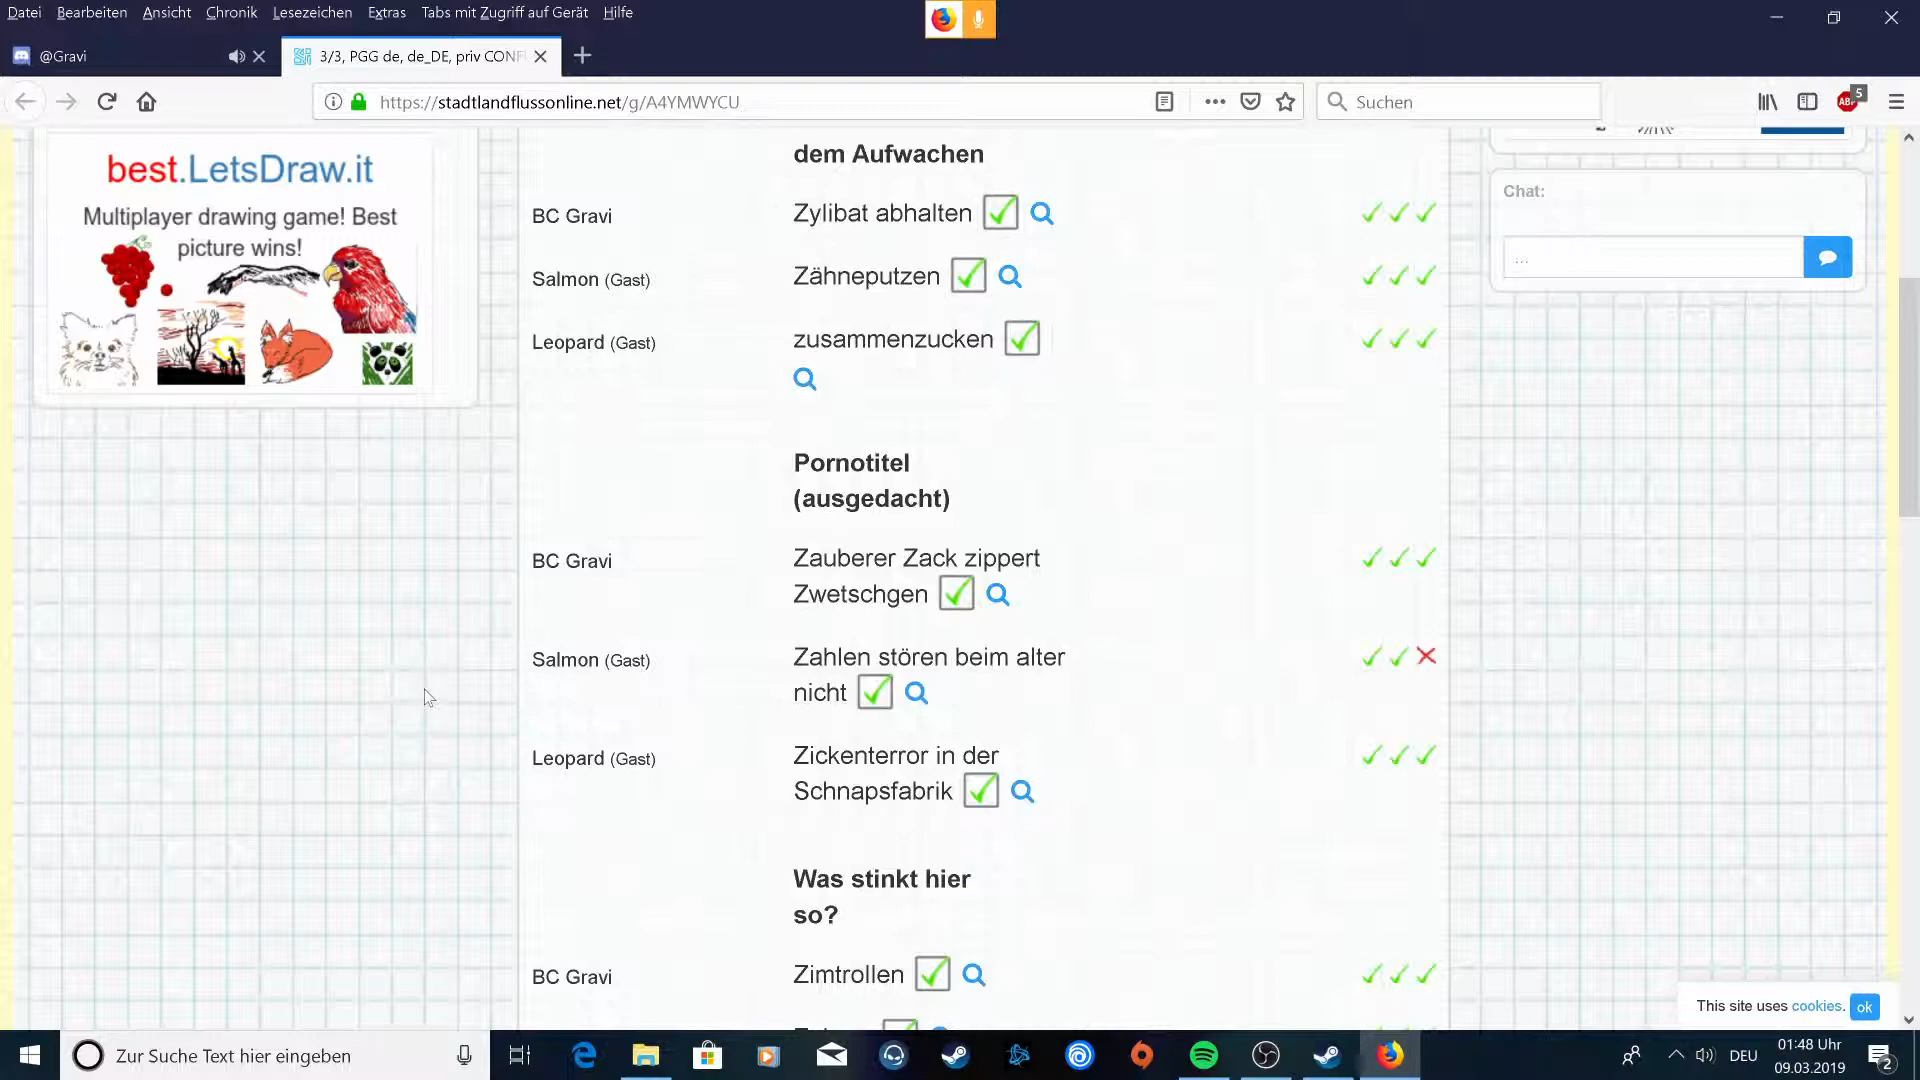 Datei Bearbeiten Ansicht Chronik Lesezeichen Extras Tabs mit Zugriff auf Gerät Hilfe
@Gravi
3/3, PGG de, de_DE, priv CONF
https://stadtlandflussonline.net/g/A4YMWYCU
Suchen
ABP
5
best.LetsDraw.it
Multiplayer drawing game! Best
picture wins!
dem Aufwachen
BC Gravi
Zylibat abhalten
Salmon (Gast)
Zähneputzen
Leopard (Gast)
zusammenzucken
Pornotitel
(ausgedacht)
BC Gravi
Zauberer Zack zippert
Zwetschgen
Salmon (Gast)
Zahlen stören beim alter
nicht
Leopard (Gast)
Zickenterror in der
Schnapsfabrik
Was stinkt hier
so?
BC Gravi
Zimtrollen
Chat:
...
This site uses cookies. ok
Zur Suche Text hier eingeben
DEU
01:48 Uhr
09.03.2019
2